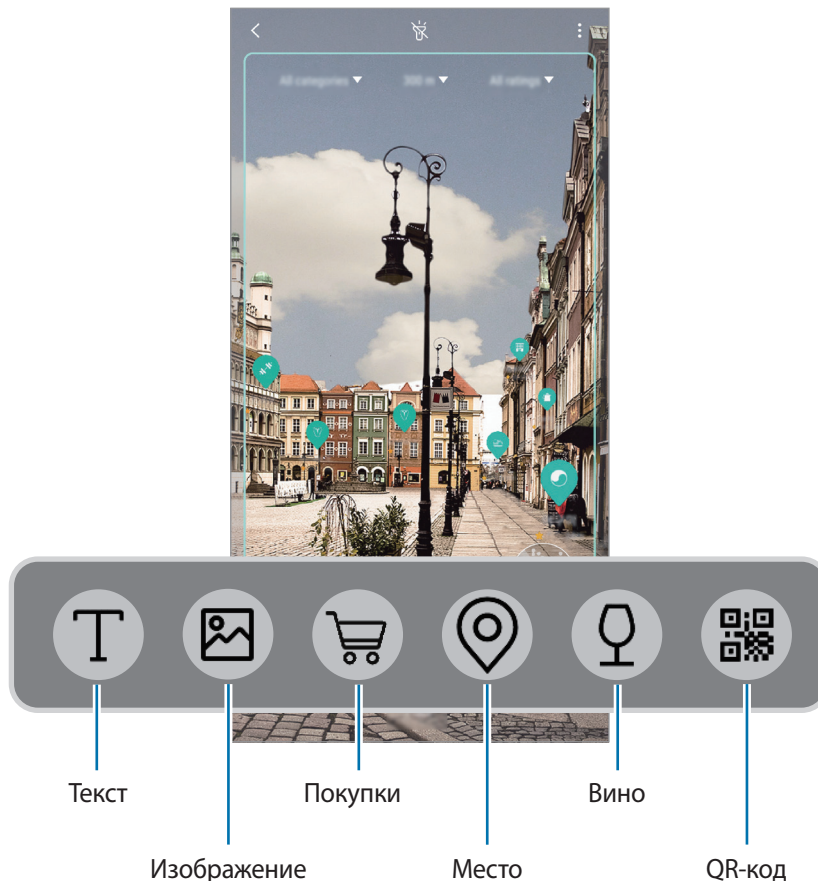 Текст
Покупки
Вино
Изображение
Место
QR-код